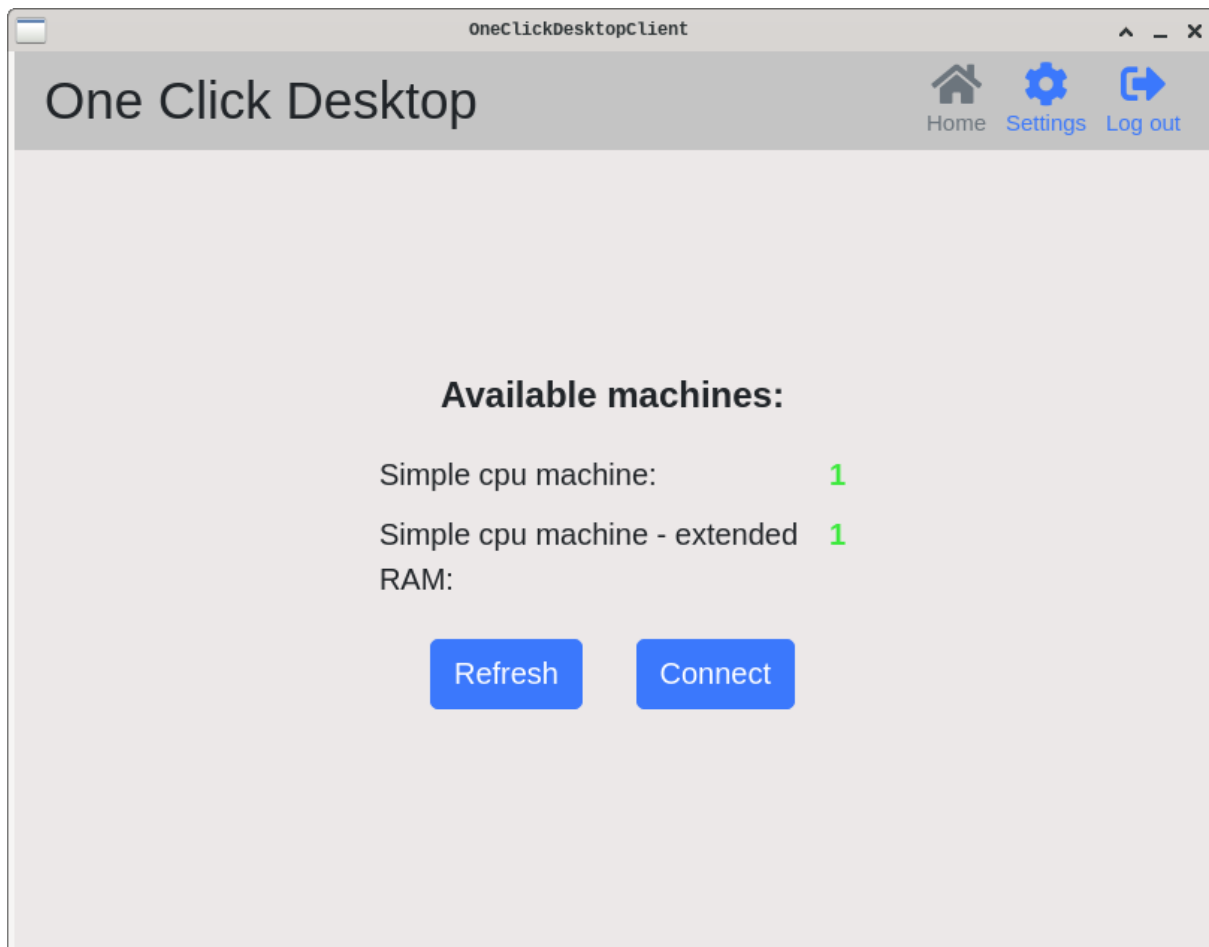 OneClickDesktopClient
One Click Desktop
Home Settings Log out
Available machines:
Simple cpu machine: 1
Simple cpu machine - extended 1
RAM:
Refresh Connect